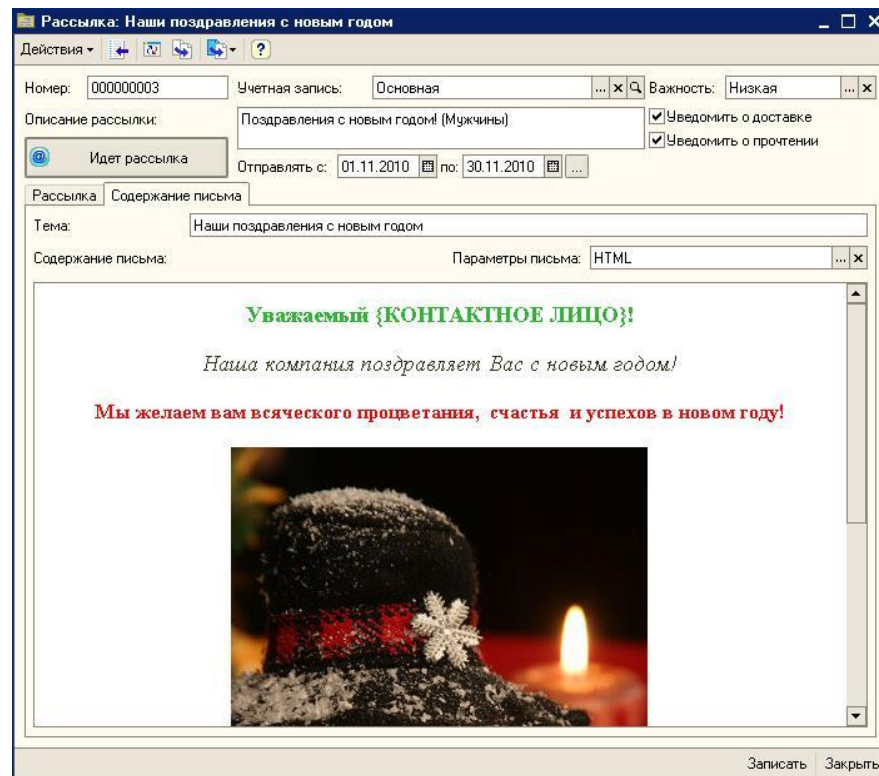 Рассылка: Наши поздравления с новым годом
Действия
Номер: 000000003 Учетная запись: Основная ... Важность: Низкая ...
Описание рассылки: Поздравления с новым годом! (Мужчины) Уведомить о доставке
Уведомить о прочтении
Идет рассылка
Отправлять с: 01.11.2010 по: 30.11.2010 ...
Рассылка Содержание письма
Тема: Наши поздравления с новым годом
Содержание письма: Параметры письма: HTML ...
Уважаемый {КОНТАКТНОЕ ЛИЦО}!
Наша компания поздравляет Вас с новым годом!
Мы желаем вам всяческого процветания, счастья и успехов в новом году!
Записать Закрыть